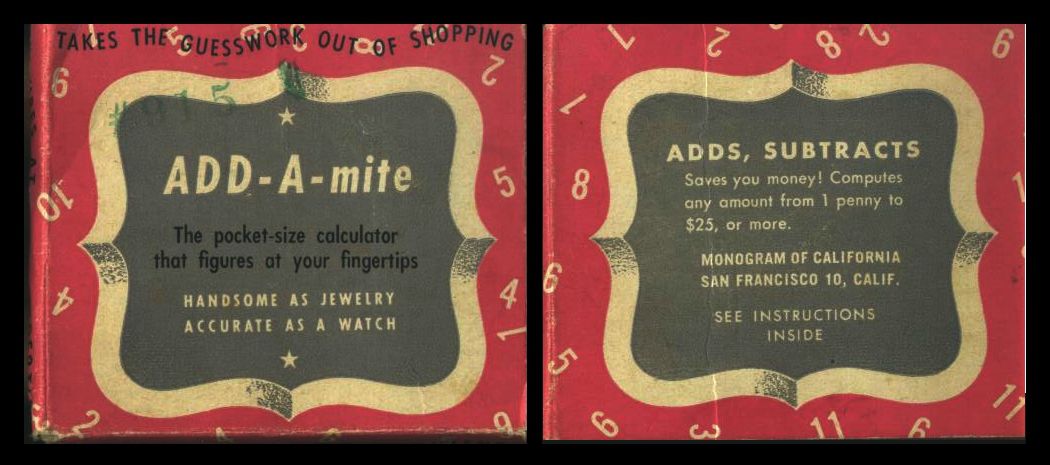 TAKES THE GUESSWORK OUT OF SHOPPING
#815
ADD-A-mite
The pocket-size calculator
that figures at your fingertips
HANDSOME AS JEWELRY
ACCURATE AS A WATCH
ADDS, SUBTRACTS
Saves you money! Computes
any amount from 1 penny to
$25, or more.
MONOGRAM OF CALIFORNIA
SAN FRANCISCO 10, CALIF.
SEE INSTRUCTIONS
INSIDE